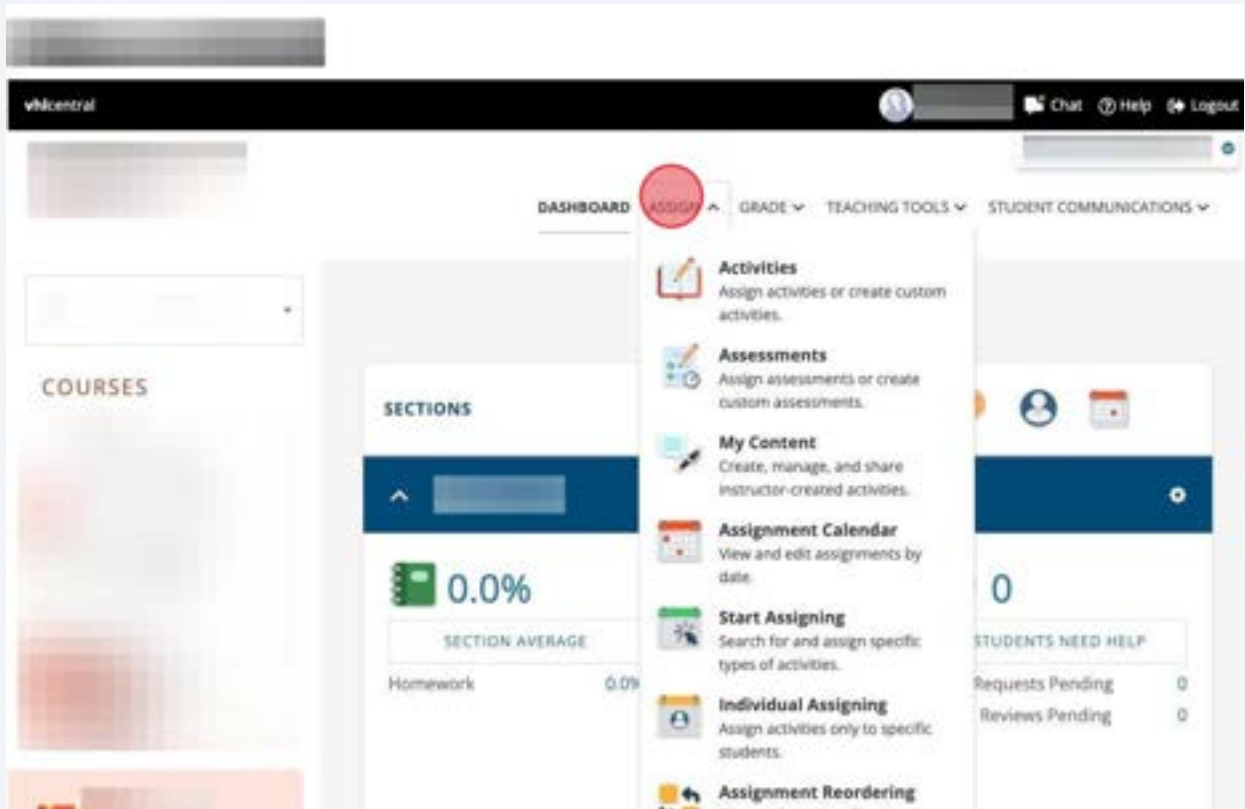 vhlcentral
Chat Help Logout
DASHBOARD ASSIGN GRADE TEACHING TOOLS STUDENT COMMUNICATIONS
Activities
Assign activities or create custom
activities.
Assessments
Assign assessments or create
custom assessments.
My Content
Create, manage, and share
instructor-created activities.
Assignment Calendar
View and edit assignments by
date.
Start Assigning
Search for and assign specific
types of activities.
Individual Assigning
Assign activities only to specific
students.
Assignment Reordering
COURSES
SECTIONS
0.0%
SECTION AVERAGE
Homework 0.0%
0
STUDENTS NEED HELP
Requests Pending 0
Reviews Pending 0